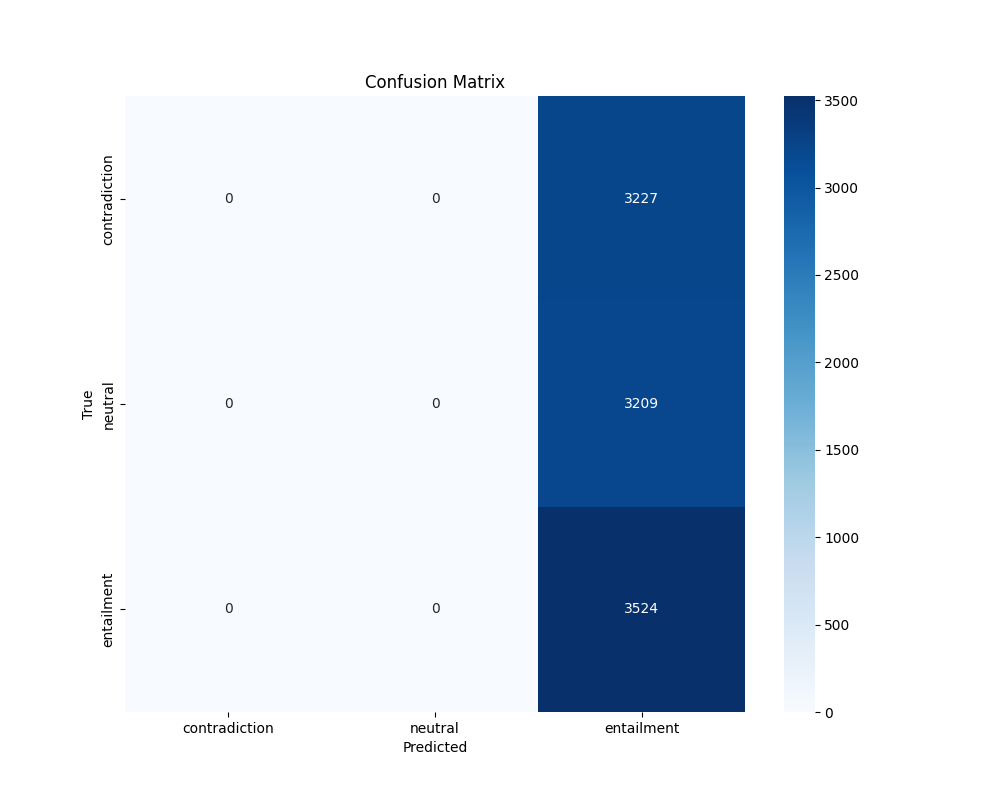 Confusion Matrix
contradiction
neutral
entailment
True
0 0 3227
0 0 3209
0 0 3524
contradiction neutral entailment
Predicted
3500
3000
2500
2000
1500
1000
500
0